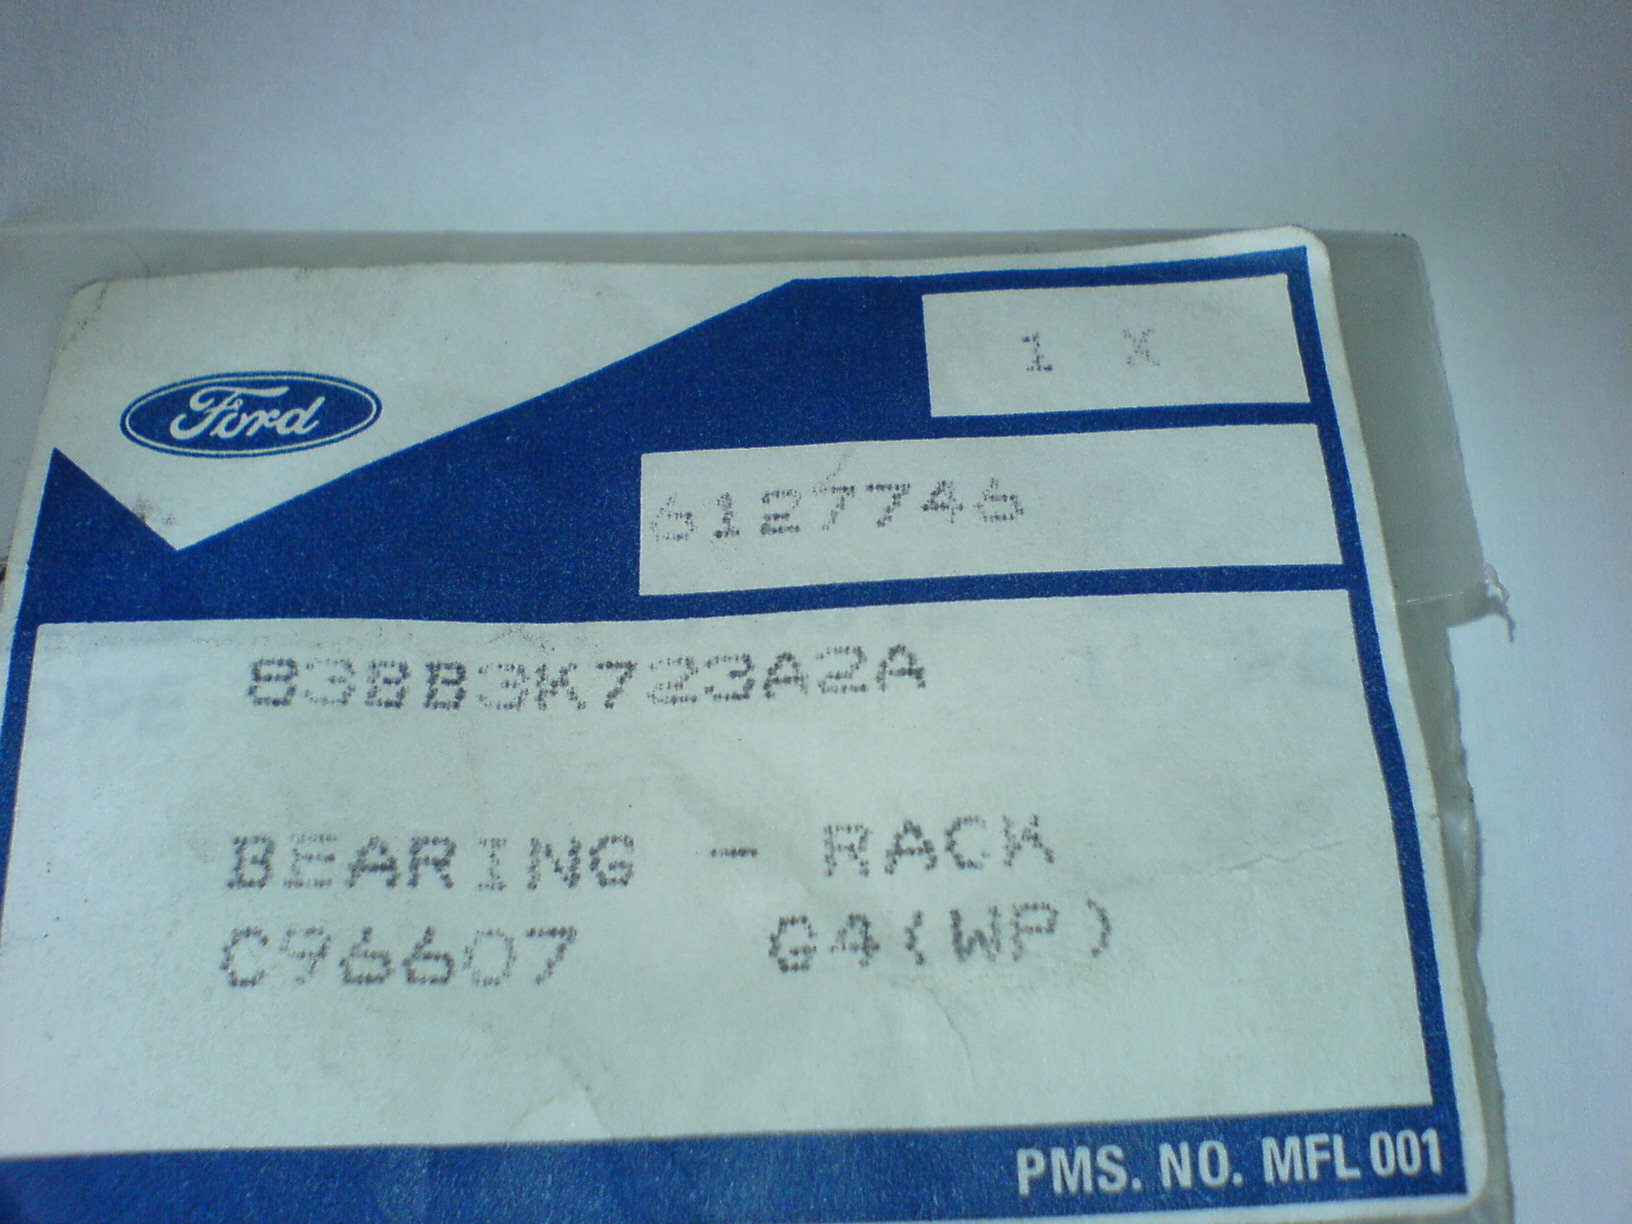 Ford
1 X
6127746
83BB3K723A2A
BEARING - RACK
C96607 G4(WP)
PMS. NO. MFL 001